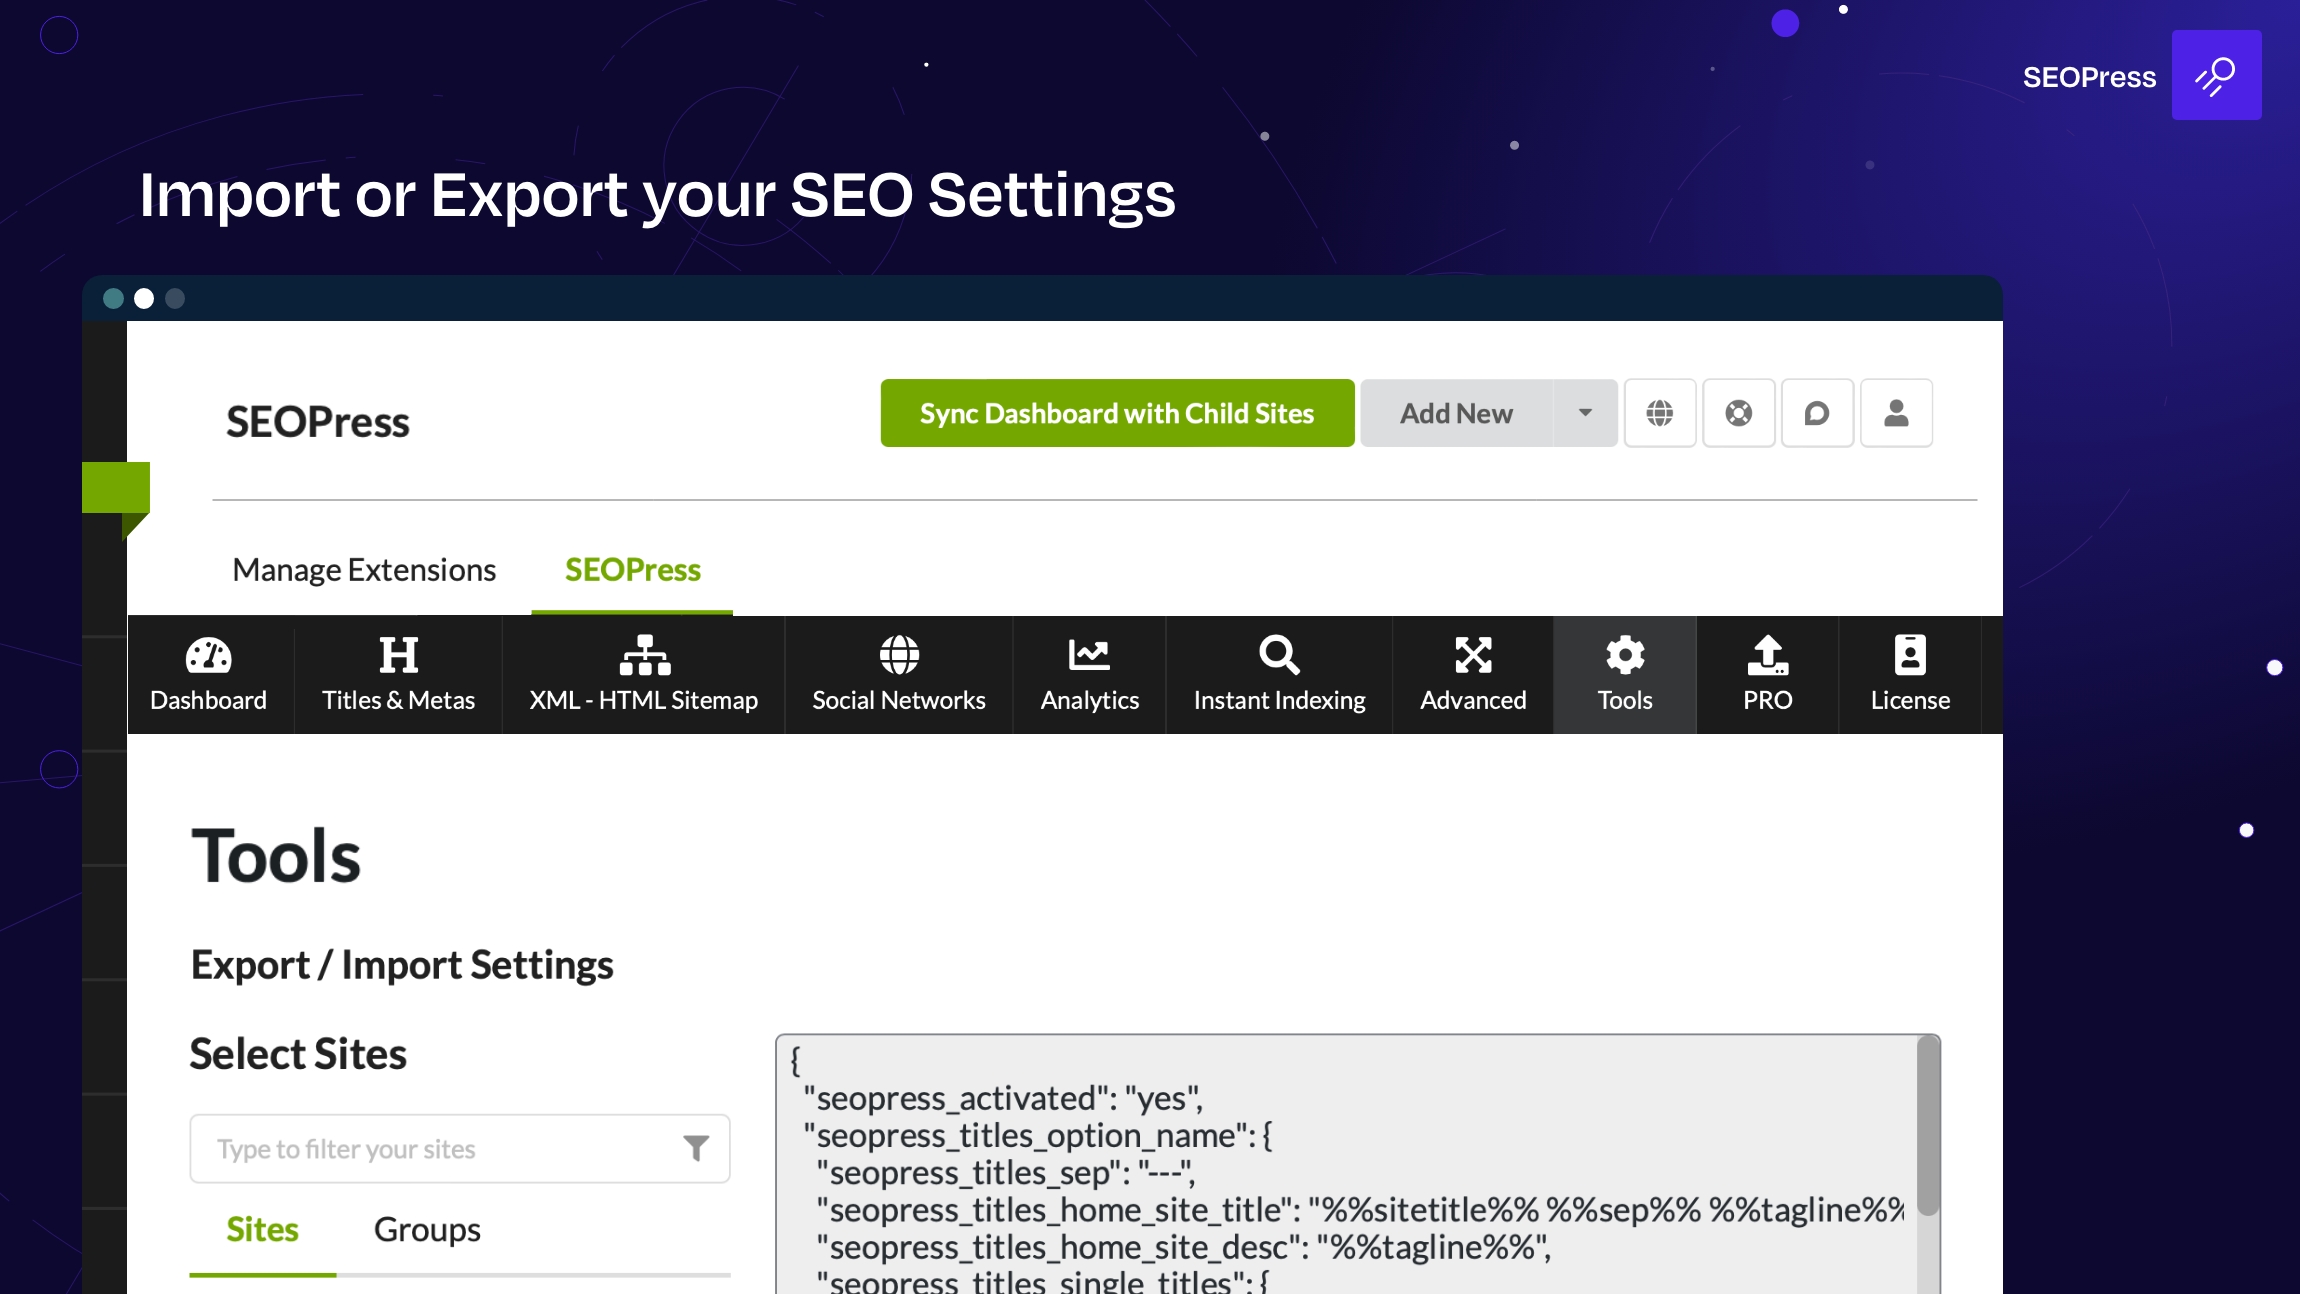 SEOPress
Import or Export your SEO Settings
SEOPress
Sync Dashboard with Child Sites
Add New
Manage Extensions
SEOPress
Dashboard
Titles & Metas
XML - HTML Sitemap
Social Networks
Analytics
Instant Indexing
Advanced
Tools
PRO
License
Tools
Export / Import Settings
Select Sites
Type to filter your sites
Sites
Groups
{
"seopress_activated": "yes",
"seopress_titles_option_name": {
"seopress_titles_sep": "---",
"seopress_titles_home_site_title": "%%sitetitle%% %%sep%% %%tagline%%
"seopress_titles_home_site_desc": "%%tagline%%",
"seopress_titles_single_titles": {